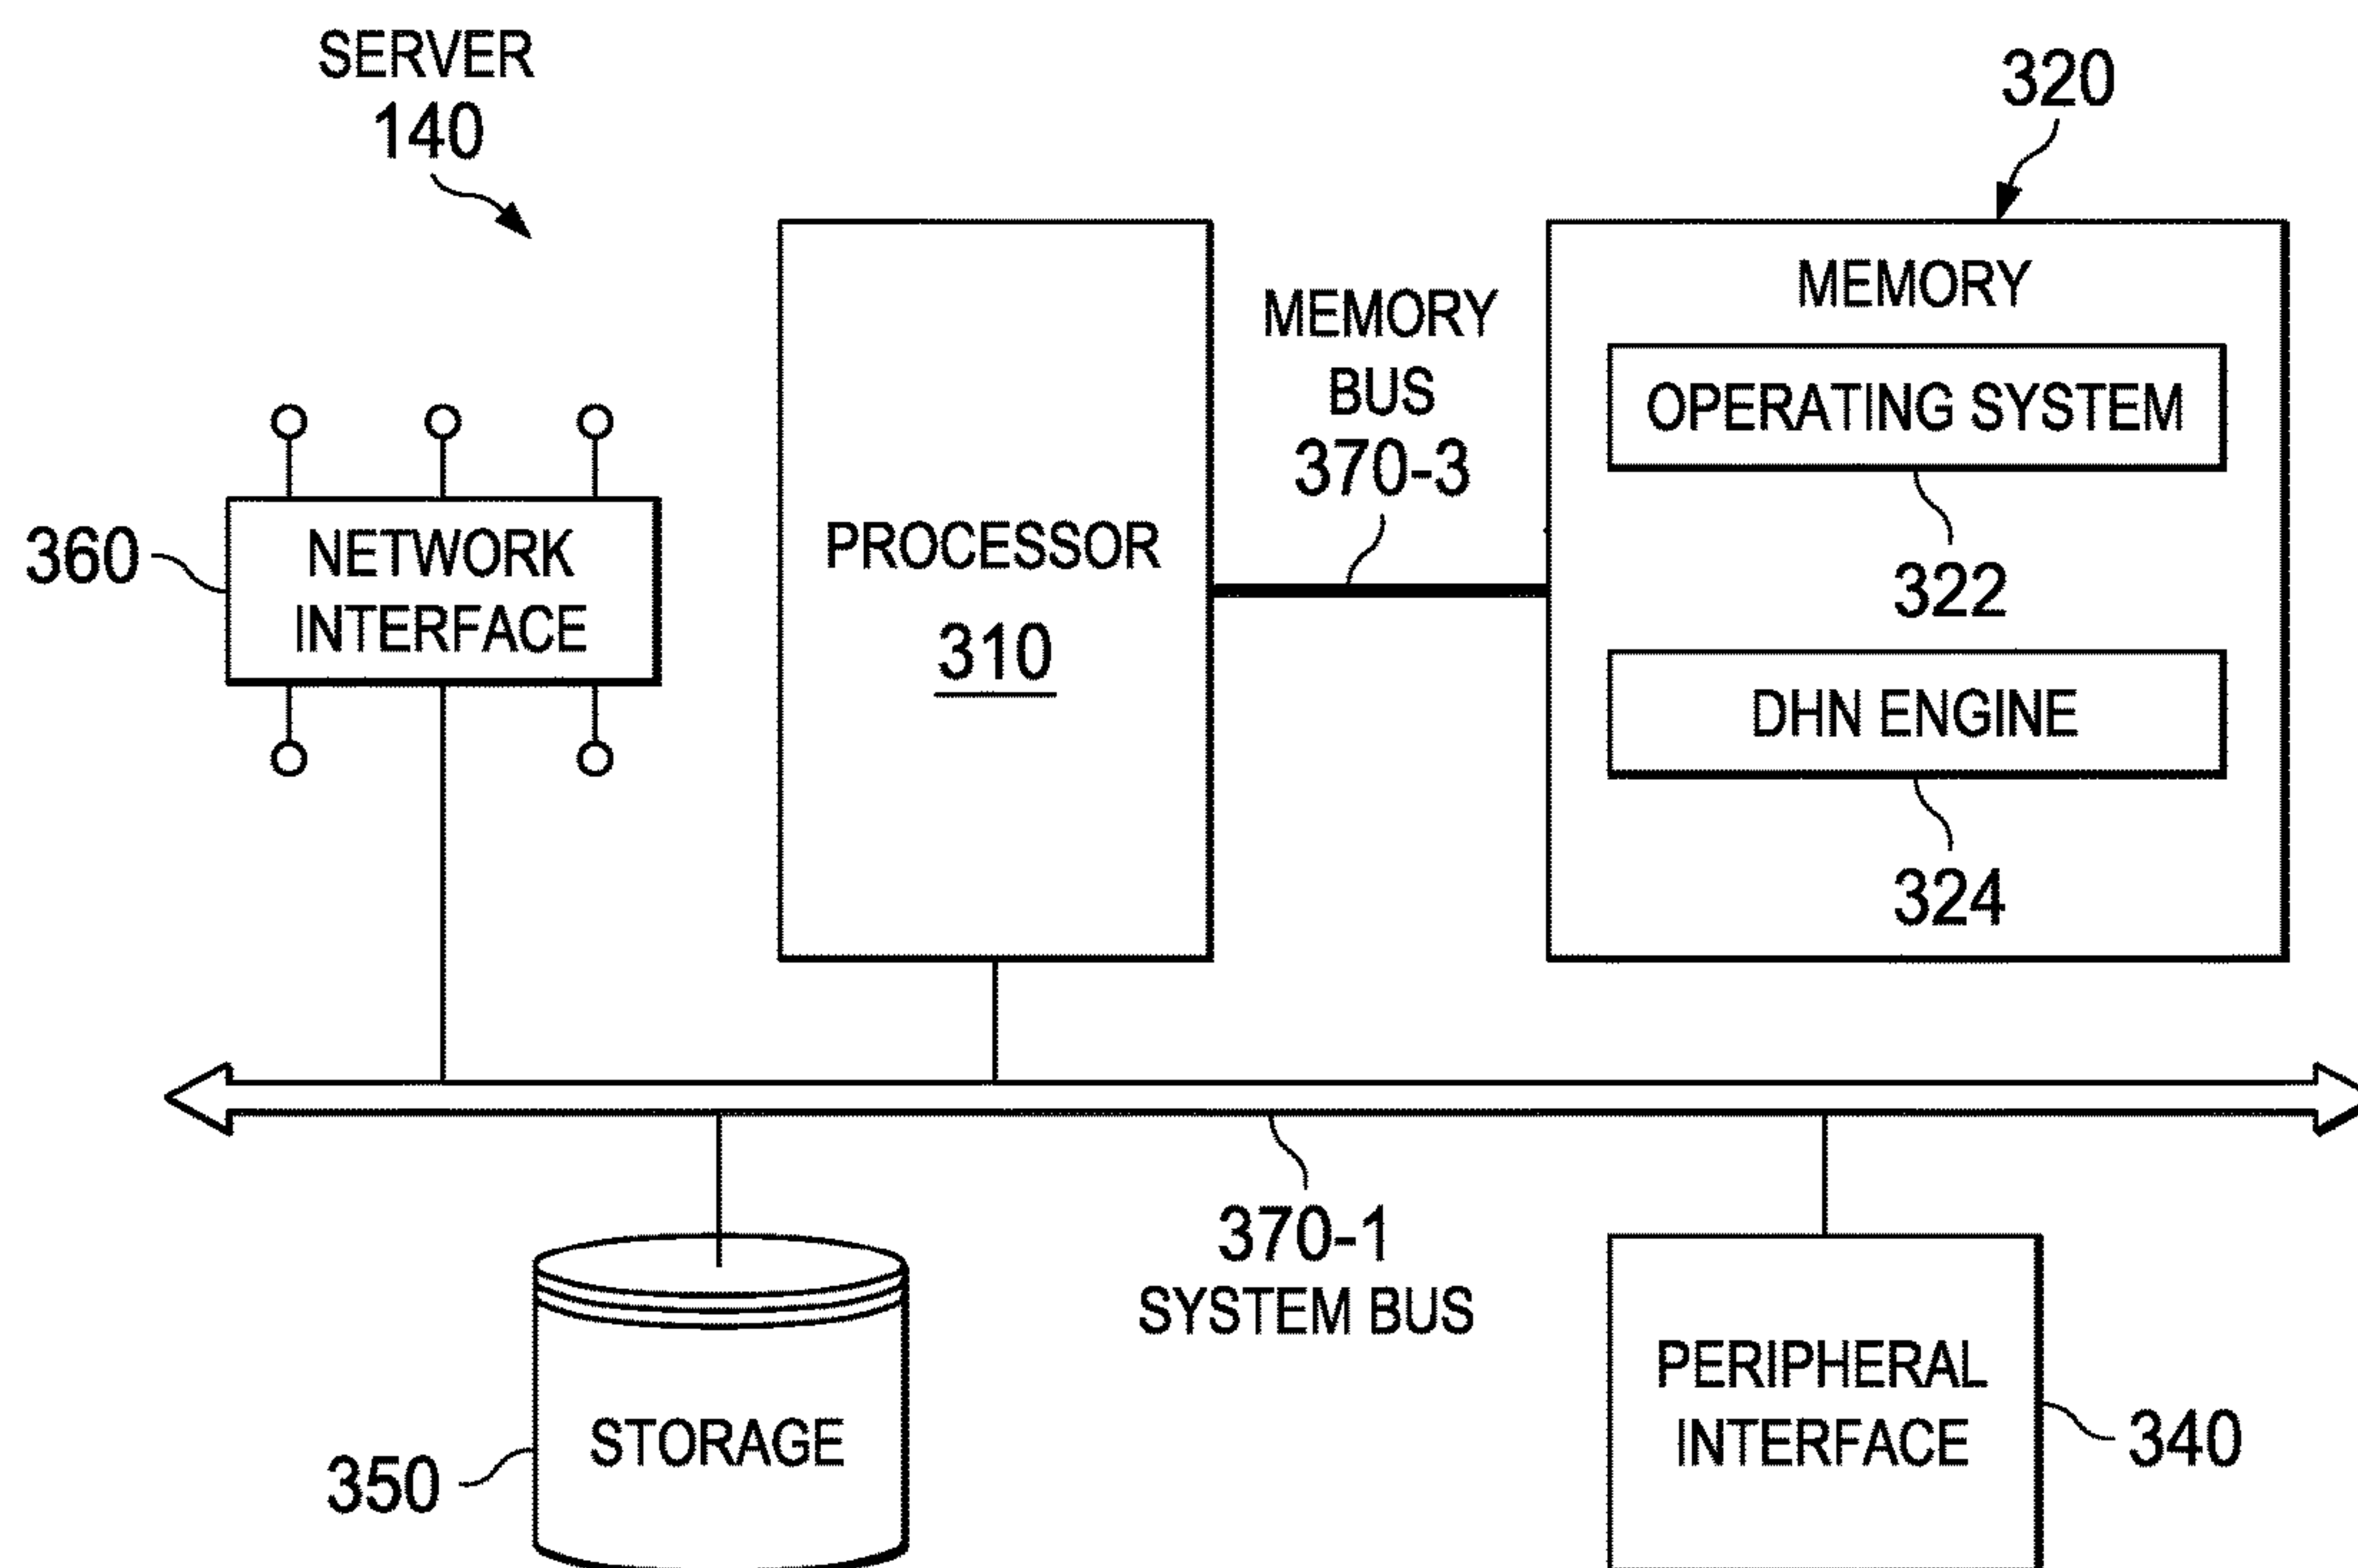 SERVER
140
320
MEMORY
OPERATING SYSTEM
322
DHN ENGINE
324
MEMORY
BUS
370-3
PROCESSOR
310
360
NETWORK
INTERFACE
370-1
SYSTEM BUS
350
STORAGE
PERIPHERAL
INTERFACE
340